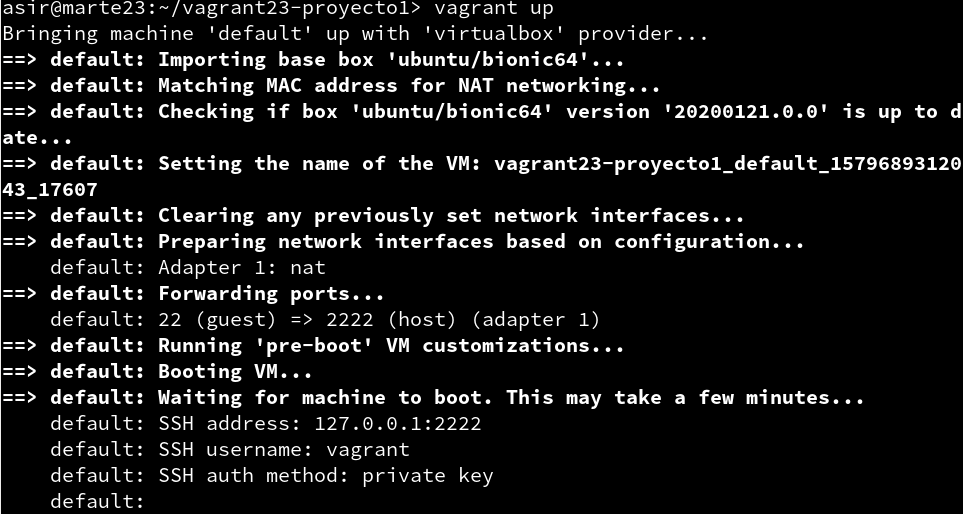 asir@marte23:~/vagrant23-proyecto1> vagrant up
Bringing machine 'default' up with 'virtualbox' provider...
==> default: Importing base box 'ubuntu/bionic64'...
==> default: Matching MAC address for NAT networking...
==> default: Checking if box 'ubuntu/bionic64' version '20200121.0.0' is up to d
ate...
==> default: Setting the name of the VM: vagrant23-proyecto1_default_15796893120
43_17607
==> default: Clearing any previously set network interfaces...
==> default: Preparing network interfaces based on configuration...
    default: Adapter 1: nat
==> default: Forwarding ports...
    default: 22 (guest) => 2222 (host) (adapter 1)
==> default: Running 'pre-boot' VM customizations...
==> default: Booting VM...
==> default: Waiting for machine to boot. This may take a few minutes...
    default: SSH address: 127.0.0.1:2222
    default: SSH username: vagrant
    default: SSH auth method: private key
    default: